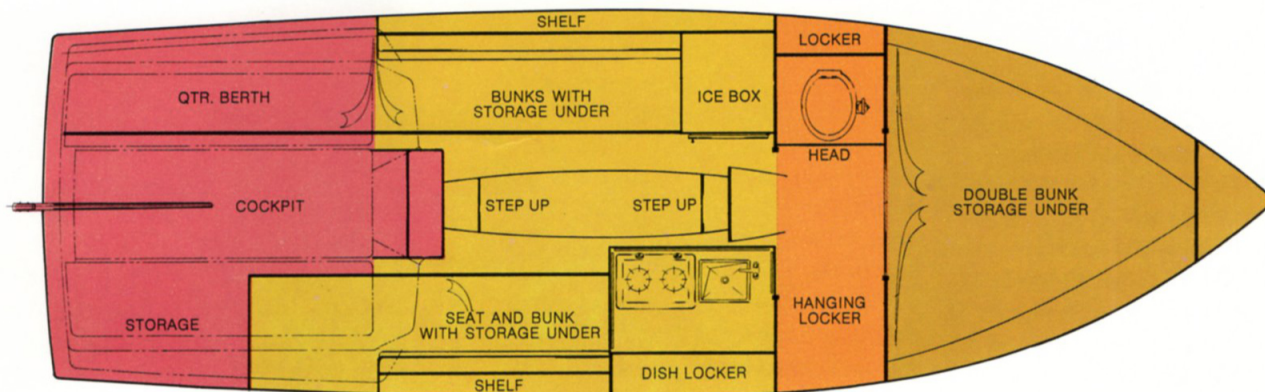 SHELF
LOCKER
QTR. BERTH
BUNKS WITH
STORAGE UNDER
ICE BOX
HEAD
COCKPIT
STEP UP
STEP UP
DOUBLE BUNK
STORAGE UNDER
STORAGE
SEAT AND BUNK
WITH STORAGE UNDER
HANGING
LOCKER
SHELF
DISH LOCKER